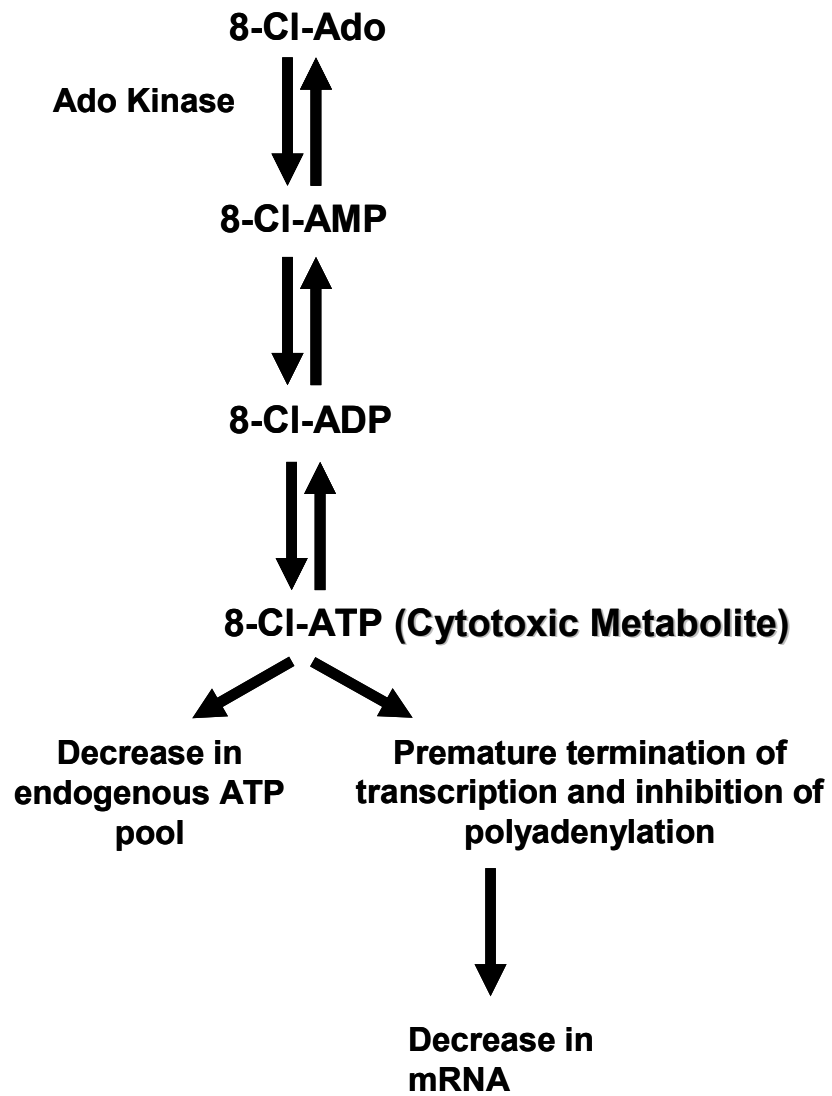 8-Cl-Ado
Ado Kinase
8-Cl-AMP
8-Cl-ADP
8-Cl-ATP (Cytotoxic Metabolite)
Decrease in
endogenous ATP
pool
Premature termination of
transcription and inhibition of
polyadenylation
Decrease in
mRNA